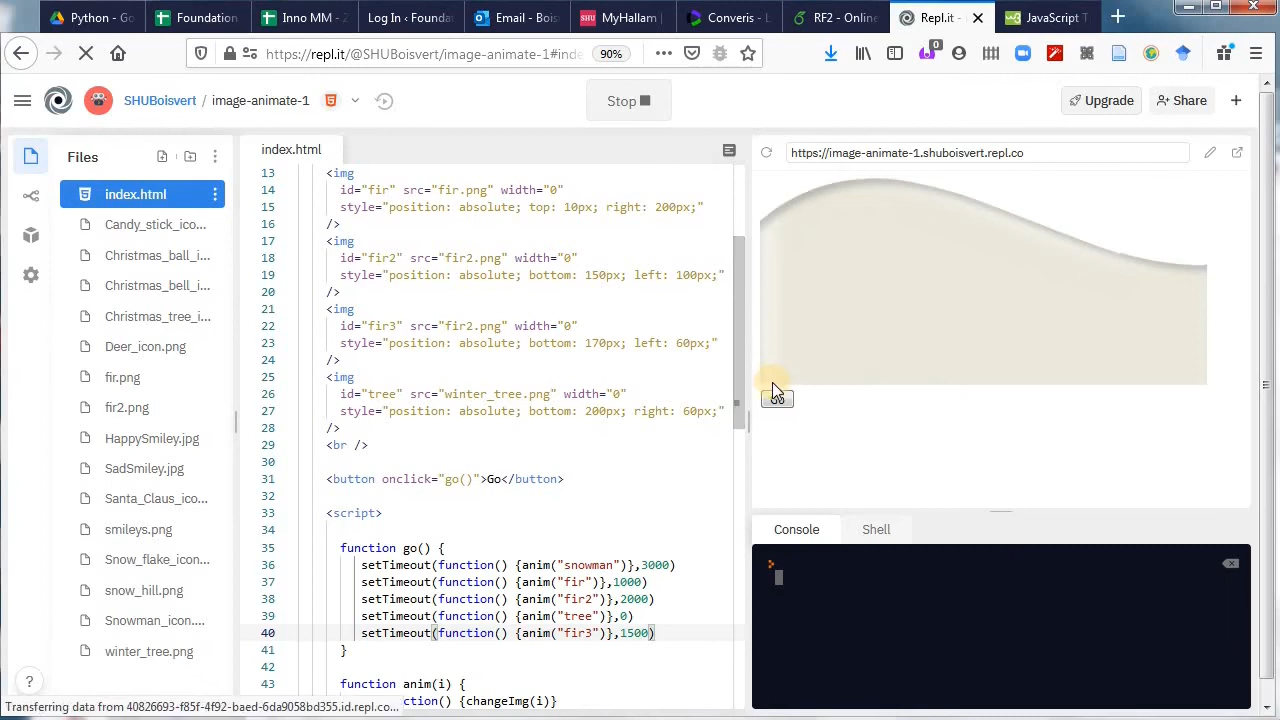 Python - Go
Foundation
Intro MM - Z
Log In ‹ Founda
Email - Bois
MyHallam |
Converis - L
RF2 - Online
Repl.it -
JavaScript T
https://repl.it/@SHUBoisvert/image-animate-1#inde
90%
0
SHUBoisvert / image-animate-1
Stop
Upgrade
Share
Files
index.html
https://image-animate-1.shuboisvert.repl.co
index.html
Candy_stick_ico...
Christmas_ball_i...
Christmas_bell_i...
Christmas_tree_i...
Deer_icon.png
fir.png
fir2.png
HappySmiley.jpg
SadSmiley.jpg
Santa_Claus_ico...
smileys.png
Snow_flake_icon...
snow_hill.png
Snowman_icon....
winter_tree.png
13 <img
14 id="fir" src="fir.png" width="0"
15 style="position: absolute; top: 10px; right: 200px;"
16 />
17 <img
18 id="fir2" src="fir2.png" width="0"
19 style="position: absolute; bottom: 150px; left: 100px;"
20 />
21 <img
22 id="fir3" src="fir2.png" width="0"
23 style="position: absolute; bottom: 170px; left: 60px;"
24 />
25 <img
26 id="tree" src="winter_tree.png" width="0"
27 style="position: absolute; bottom: 200px; right: 60px;"
28 />
29 <br />
30
31 <button onclick="go()">Go</button>
32
33 <script>
34
35 function go() {
36 setTimeout(function() {anim("snowman")},3000)
37 setTimeout(function() {anim("fir")},1000)
38 setTimeout(function() {anim("fir2")},2000)
39 setTimeout(function() {anim("tree")},0)
40 setTimeout(function() {anim("fir3")},1500)
41 }
42
43 function anim(i) {
ction() {changeImg(i)}
Go
Console
Shell
?
Transferring data from 40826693-f85f-4f92-baed-6da9058bd355.id.repl.co...